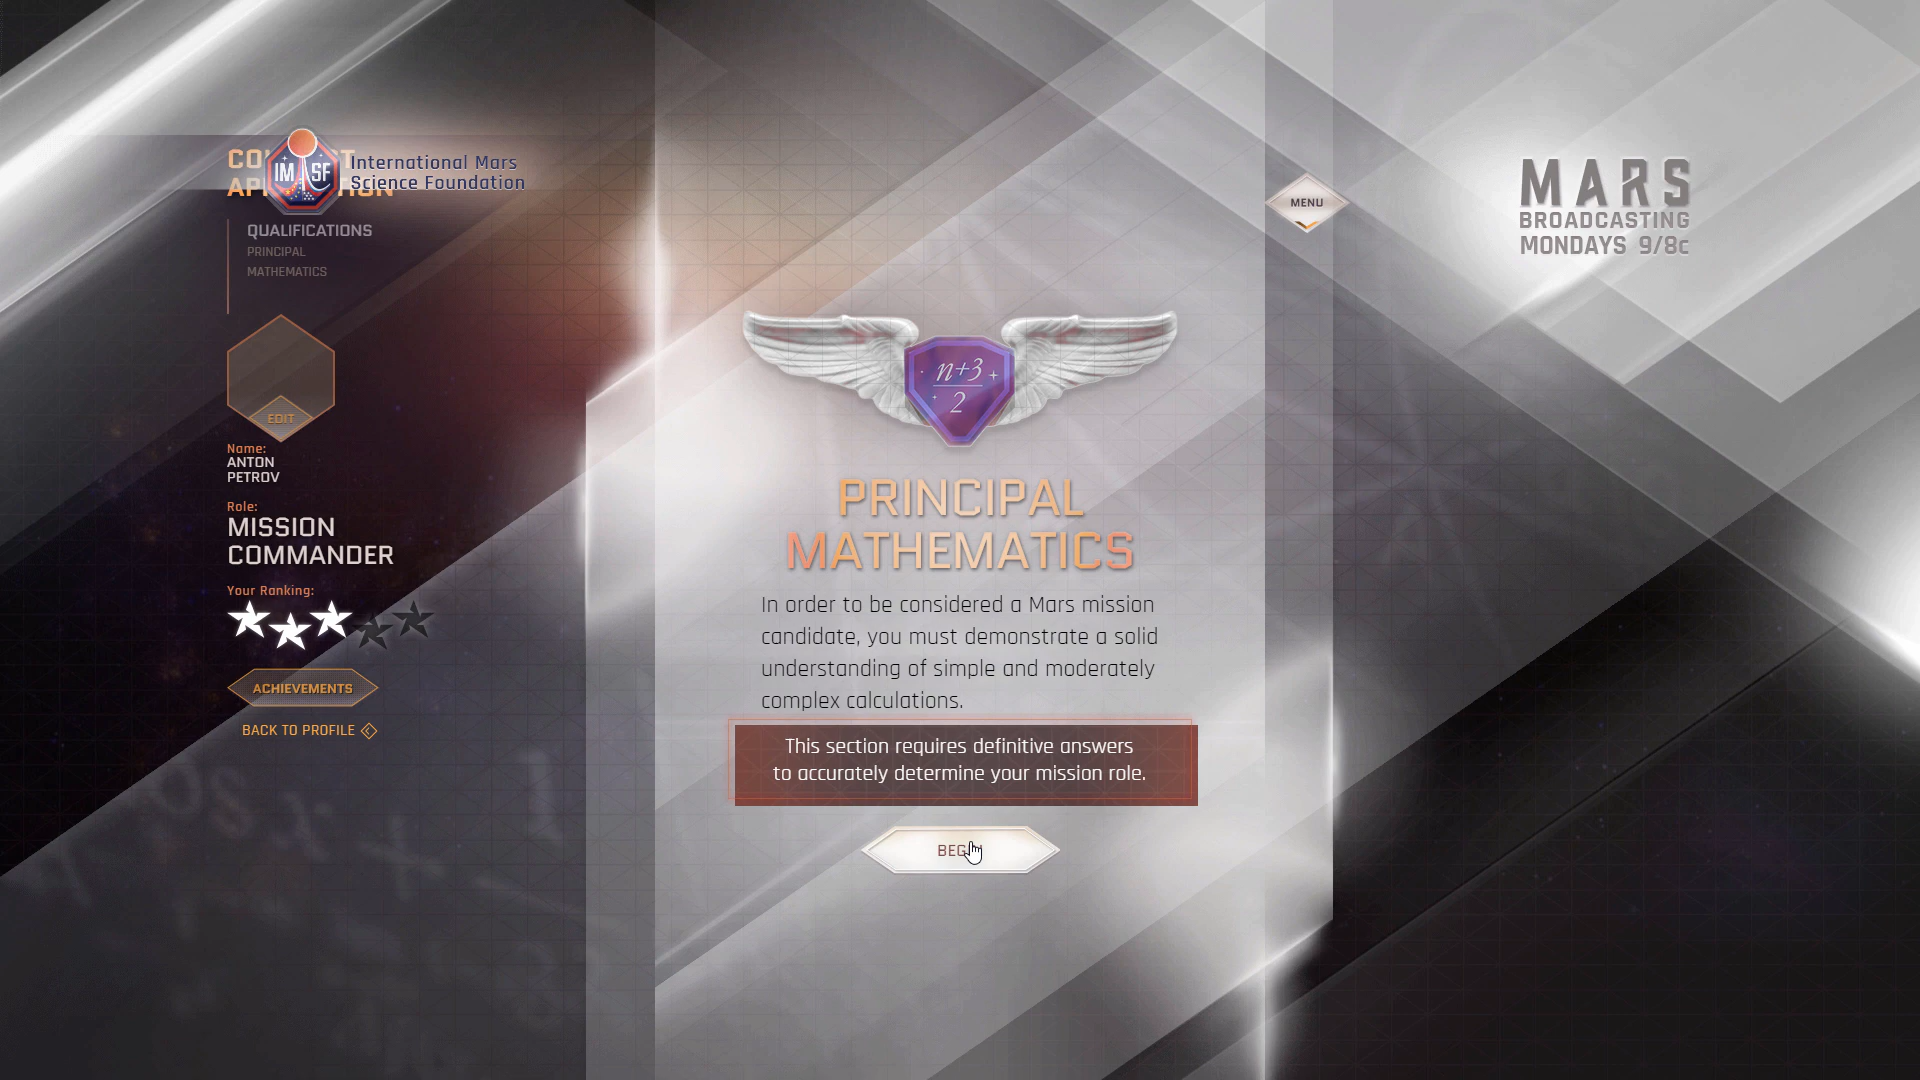 IM SF
International Mars
Science Foundation
QUALIFICATIONS
PRINCIPAL
MATHEMATICS
EDIT
Name:
ANTON
PETROV
Role:
MISSION
COMMANDER
Your Ranking:
ACHIEVEMENTS
BACK TO PROFILE
n+3
2
PRINCIPAL
MATHEMATICS
In order to be considered a Mars mission
candidate, you must demonstrate a solid
understanding of simple and moderately
complex calculations.
This section requires definitive answers
to accurately determine your mission role.
MENU
MARS
BROADCASTING
MONDAYS 9/8c